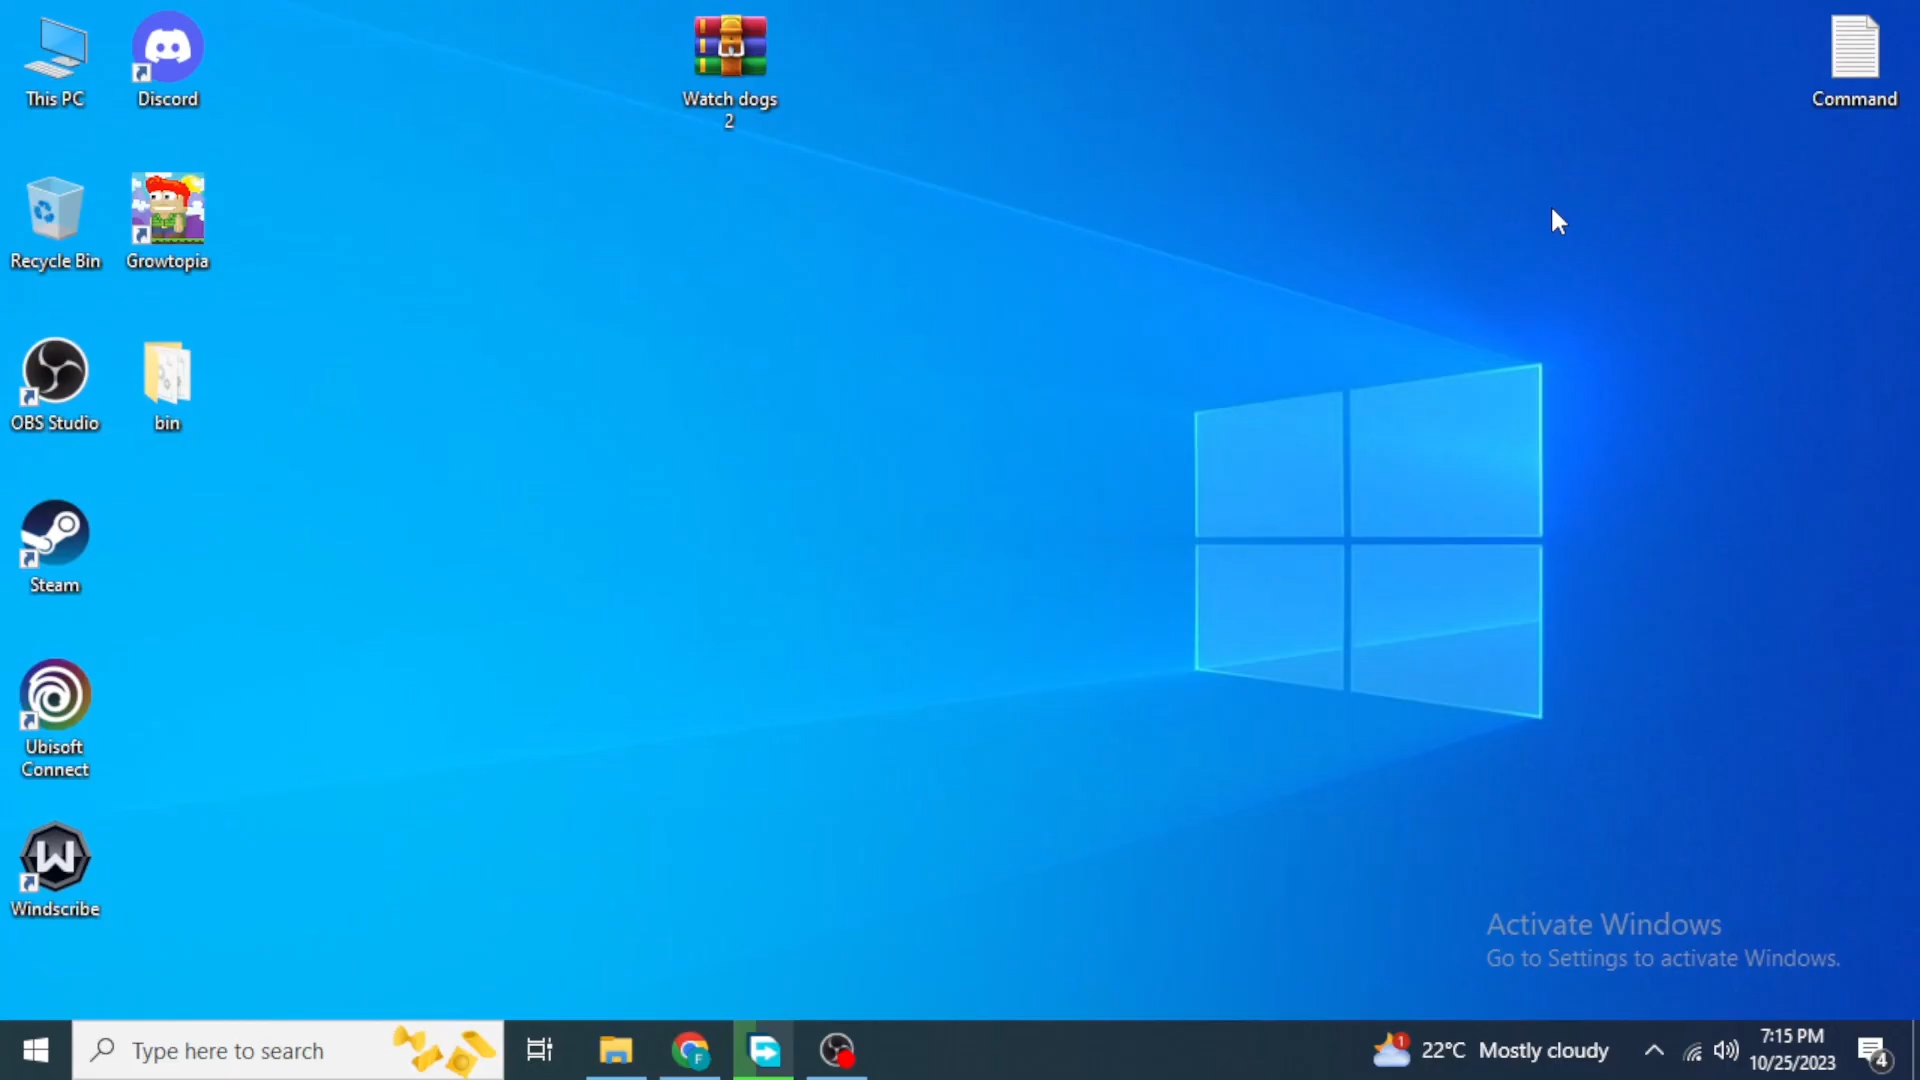 This PC
Discord
Watch dogs
2
Command
Recycle Bin
Growtopia
OBS Studio
bin
Steam
Ubisoft
Connect
Windscribe
Activate Windows
Go to Settings to activate Windows.
Type here to search
F
1
22°C Mostly cloudy
7:15 PM
10/25/2023
4